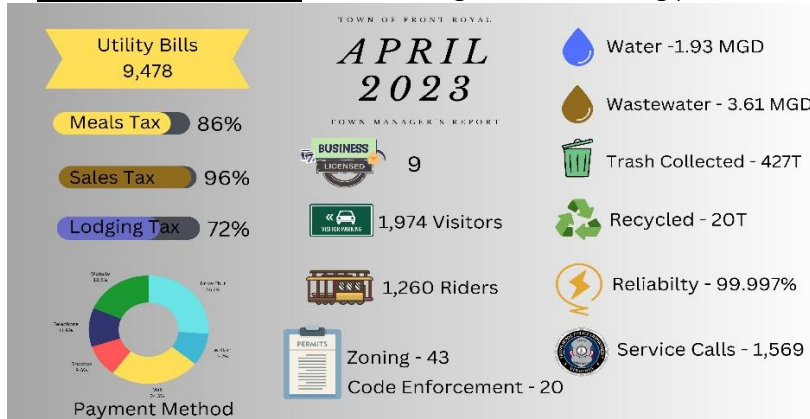 TOWN OF FRONT ROYAL
APRIL
2023
TOWN MANAGER'S REPORT
Utility Bills
9,478
Meals Tax 86%
Sales Tax 96%
Lodging Tax 72%
Payment Method
BUSINESS
LICENSED
9
VISITOR PARKING
1,974 Visitors
1,260 Riders
PERMITS
Zoning - 43
Code Enforcement - 20
Water -1.93 MGD
Wastewater - 3.61 MGD
Trash Collected - 427T
Recycled - 20T
Reliabilty - 99.997%
Service Calls - 1,569